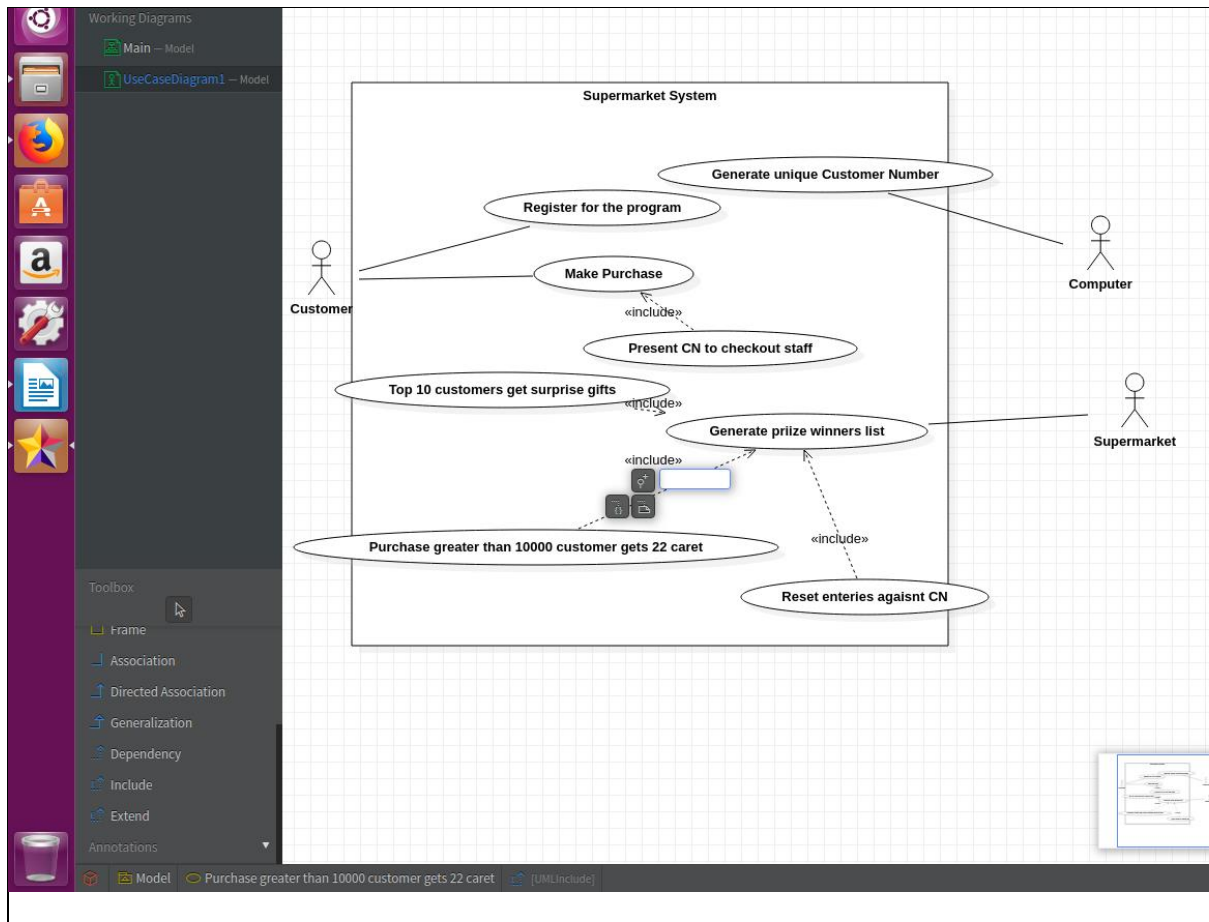 Working Diagrams
Main — Model
UseCaseDiagram1 — Model
Supermarket System
Generate unique Customer Number
Register for the program
Make Purchase
Customer
Computer
«include»
Present CN to checkout staff
Top 10 customers get surprise gifts
«include»
Generate priize winners list
Supermarket
«include»
Purchase greater than 10000 customer gets 22 caret
«include»
Reset enteries agaisnt CN
Toolbox
Frame
Association
Directed Association
Generalization
Dependency
Include
Extend
Annotations
Model Purchase greater than 10000 customer gets 22 caret [UMLInclude]